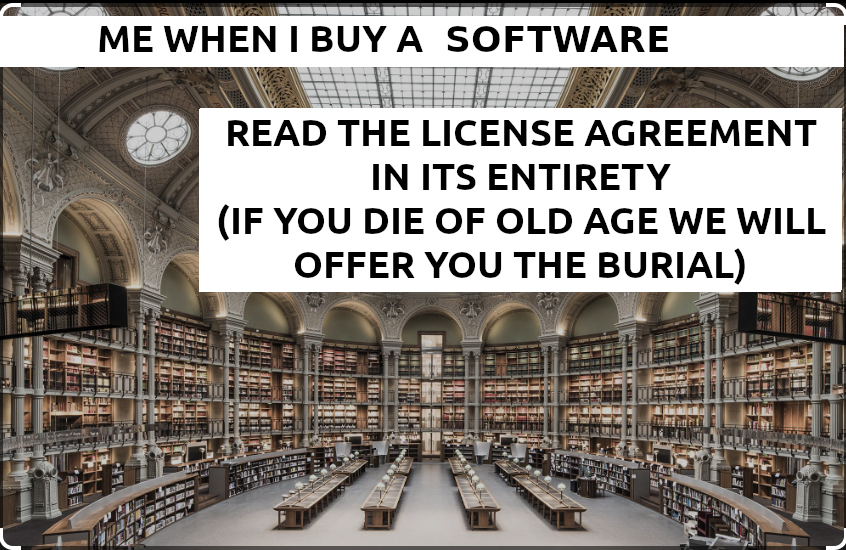 ME WHEN I BUY A SOFTWARE
READ THE LICENSE AGREEMENT
IN ITS ENTIRETY
(IF YOU DIE OF OLD AGE WE WILL
OFFER YOU THE BURIAL)